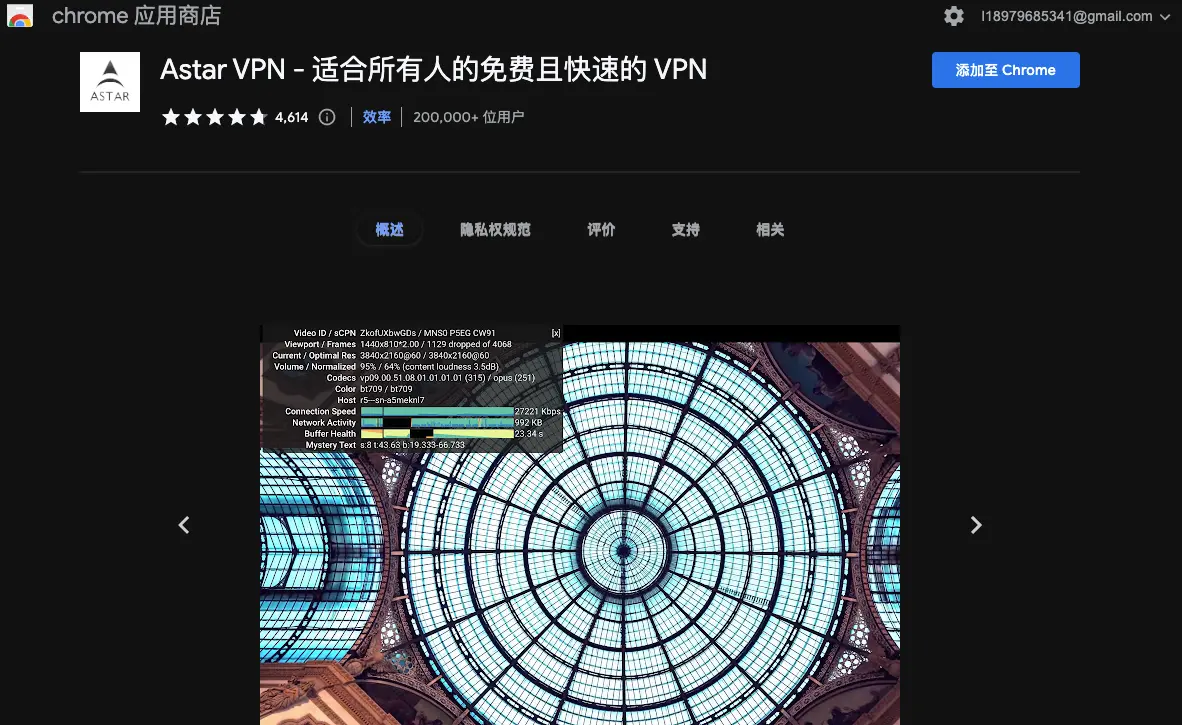 chrome 应用商店
l18979685341@gmail.com
Astar VPN - 适合所有人的免费且快速的 VPN
添加至 Chrome
ASTAR
4,614
效率
200,000+ 位用户
概述
隐私权规范
评价
支持
相关
Video ID / sCPN ZkofUXbwGDs / MNS0 P5EG CW91 [x]
Viewport / Frames 1440x810*2.00 / 1129 dropped of 4068
Current / Optimal Res 3840x2160@60 / 3840x2160@60
Volume / Normalized 95% / 64% (content loudness 3.5dB)
Codecs vp09.00.51.08.01.01.01.01 (315) / opus (251)
Color bt709 / bt709
Host r5---sn-a5meknl7
Connection Speed 27221 Kbps
Network Activity 992 KB
Buffer Health 23.34 s
Mystery Text s:8 t:43.63 b:19.333-66.733